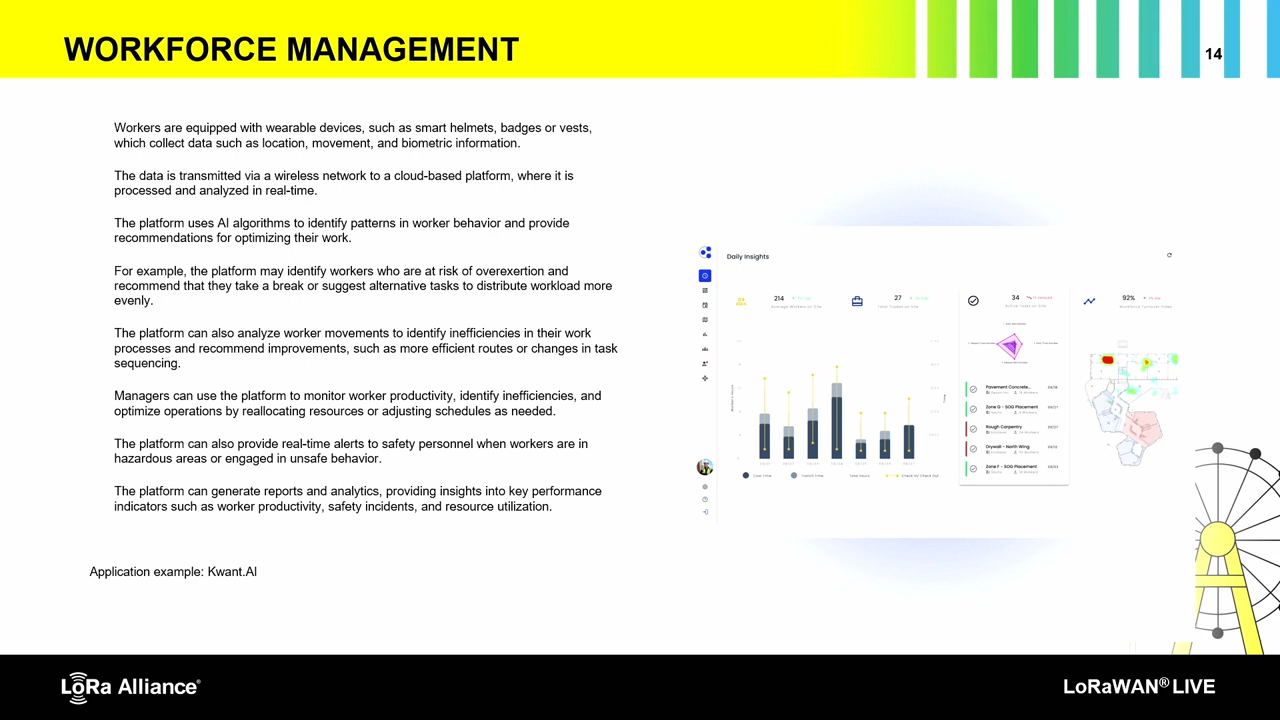 WORKFORCE MANAGEMENT
14
Workers are equipped with wearable devices, such as smart helmets, badges or vests,
which collect data such as location, movement, and biometric information.
The data is transmitted via a wireless network to a cloud-based platform, where it is
processed and analyzed in real-time.
The platform uses AI algorithms to identify patterns in worker behavior and provide
recommendations for optimizing their work.
For example, the platform may identify workers who are at risk of overexertion and
recommend that they take a break or suggest alternative tasks to distribute workload more
evenly.
The platform can also analyze worker movements to identify inefficiencies in their work
processes and recommend improvements, such as more efficient routes or changes in task
sequencing.
Managers can use the platform to monitor worker productivity, identify inefficiencies, and
optimize operations by reallocating resources or adjusting schedules as needed.
The platform can also provide real-time alerts to safety personnel when workers are in
hazardous areas or engaged in unsafe behavior.
The platform can generate reports and analytics, providing insights into key performance
indicators such as worker productivity, safety incidents, and resource utilization.
Application example: Kwant.AI
Daily Insights
214
27
34
92%
Pavement Concrete...
Zone G - SOG Placement
Rough Carpentry
Drywall - North Wing
Zone F - SOG Placement
LoRa Alliance®
LoRaWAN® LIVE